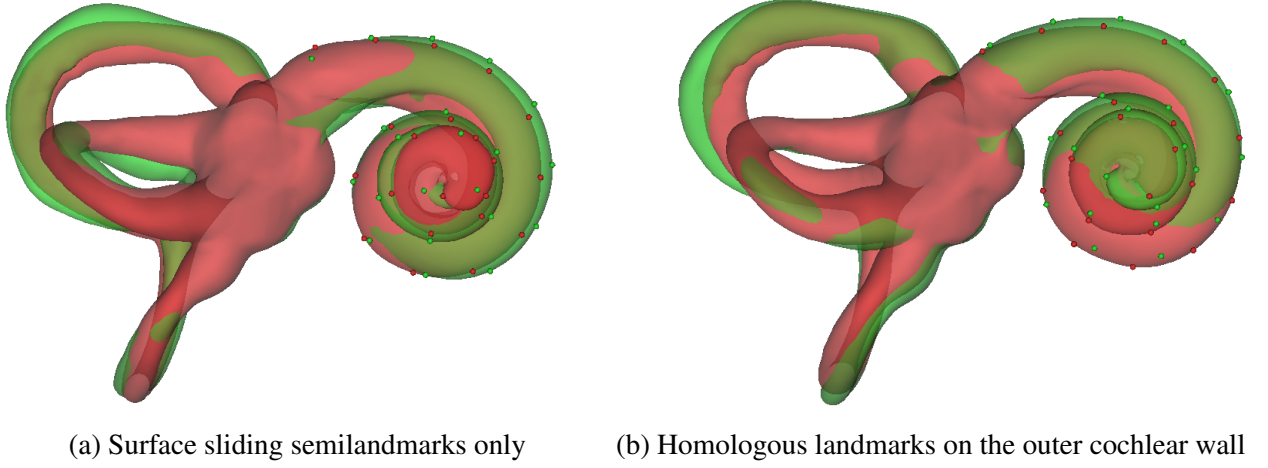 (a) Surface sliding semilandmarks only
(b) Homologous landmarks on the outer cochlear wall